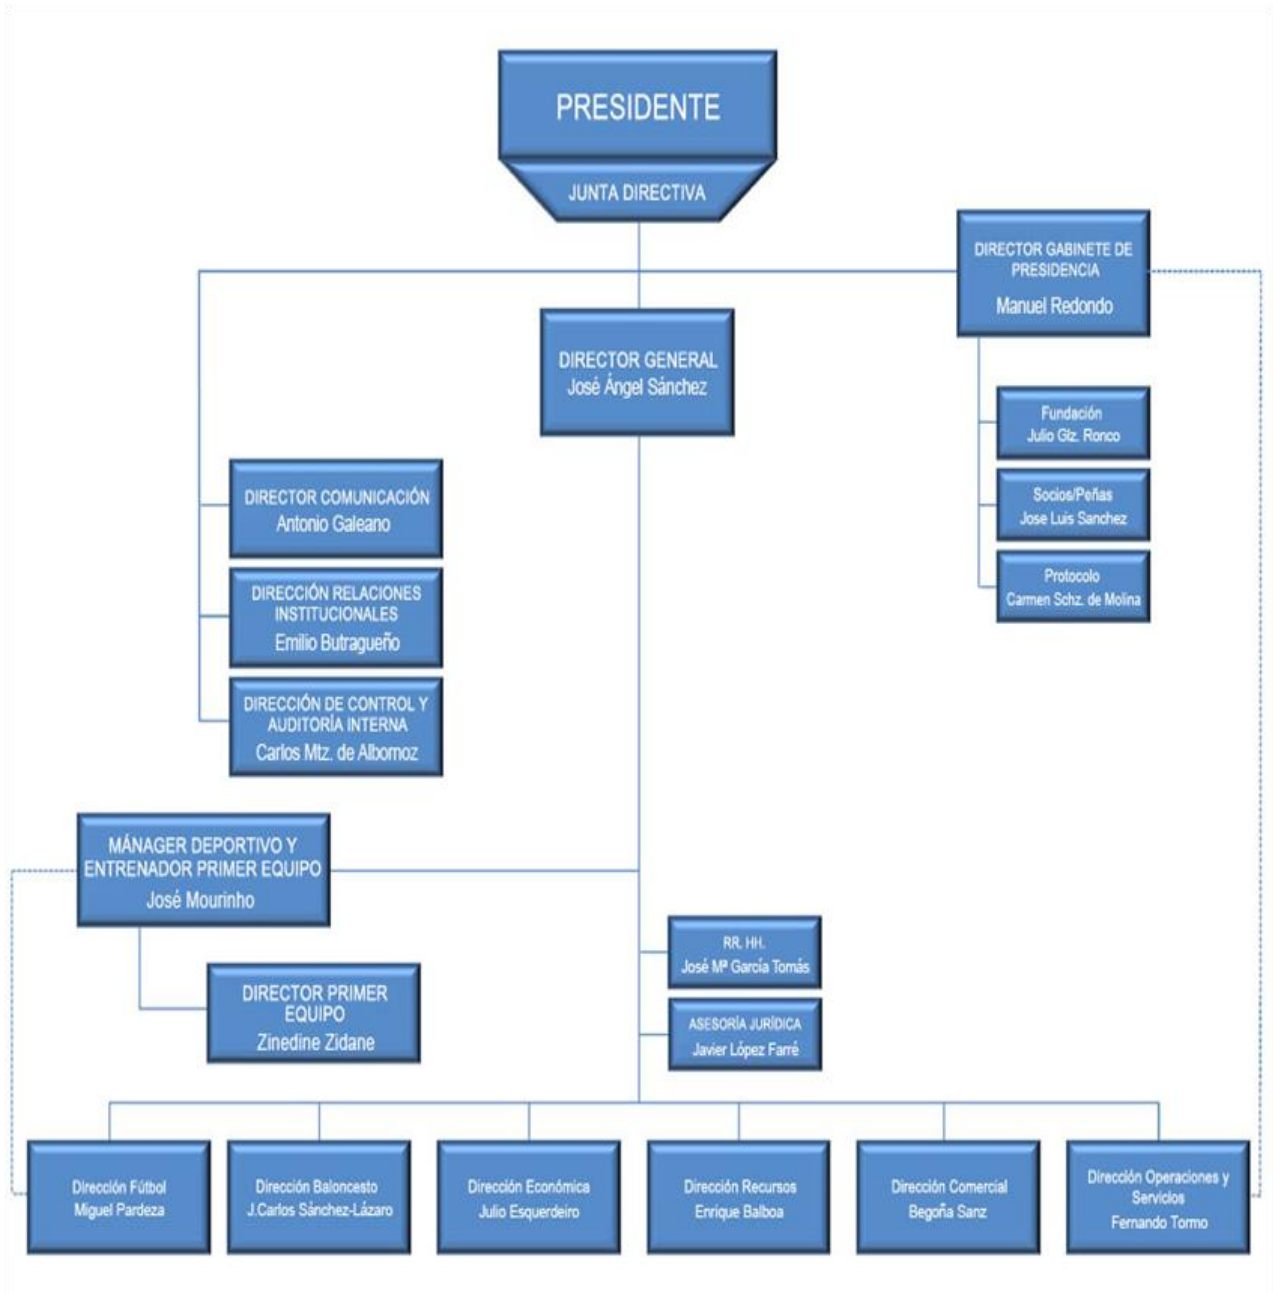 PRESIDENTE
JUNTA DIRECTIVA
DIRECTOR GABINETE DE
PRESIDENCIA
Manuel Redondo
DIRECTOR GENERAL
José Ángel Sánchez
Fundación
Julio Glz. Ronco
Socios/Peñas
Jose Luis Sanchez
Protocolo
Carmen Schz. de Molina
DIRECTOR COMUNICACIÓN
Antonio Galeano
DIRECCIÓN RELACIONES
INSTITUCIONALES
Emilio Butragueño
DIRECCIÓN DE CONTROL Y
AUDITORÍA INTERNA
Carlos Mtz. de Albornoz
MÁNAGER DEPORTIVO Y
ENTRENADOR PRIMER EQUIPO
José Mourinho
DIRECTOR PRIMER
EQUIPO
Zinedine Zidane
RR. HH.
José Mª García Tomás
ASESORÍA JURÍDICA
Javier López Farré
Dirección Fútbol
Miguel Pardeza
Dirección Baloncesto
J.Carlos Sánchez-Lázaro
Dirección Económica
Julio Esquerdeiro
Dirección Recursos
Enrique Balboa
Dirección Comercial
Begoña Sanz
Dirección Operaciones y
Servicios
Fernando Tormo